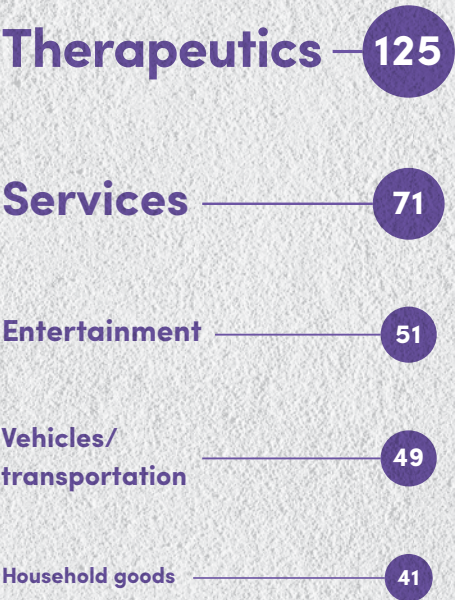 Therapeutics 125
Services 71
Entertainment 51
Vehicles/
transportation 49
Household goods 41